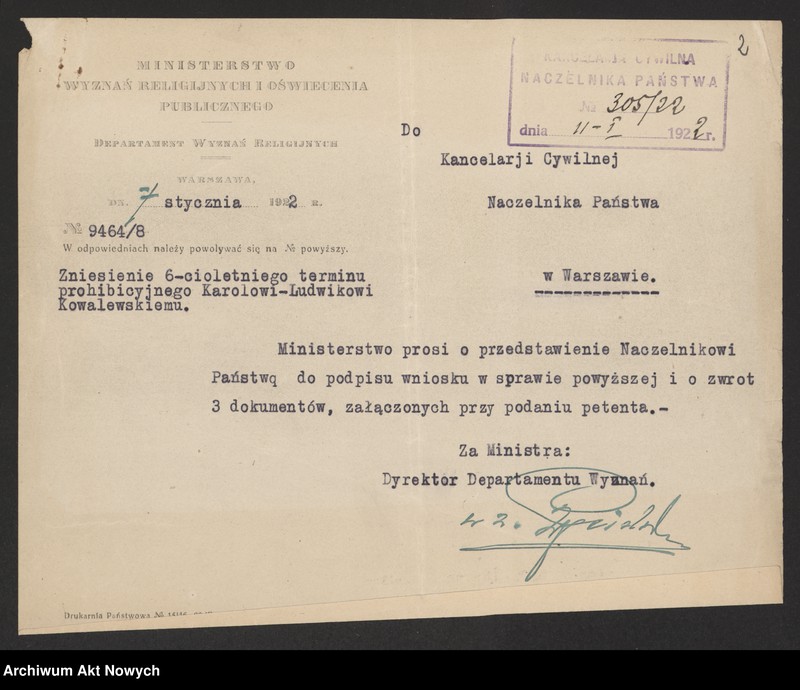 2
MINISTERSTWO
WYZNAŃ RELIGIJNYCH I OŚWIECENIA
PUBLICZNEGO
DEPARTAMENT WYZNAŃ RELIGIJNYCH
WARSZAWA,
DN. 7 stycznia 1922 R.
№ 9464/8
W odpowiedniach należy powoływać się na № powyższy.
Zniesienie 6-cioletniego terminu
prohibicyjnego Karolowi-Ludwikowi
Kowalewskiemu.
KANCELARJA CYWILNA
NACZELNIKA PAŃSTWA
№ 305/22
dnia 11-I 1922 r.
Do
Kancelarji Cywilnej
Naczelnika Państwa
w Warszawie.
Ministerstwo prosi o przedstawienie Naczelnikowi
Państwą do podpisu wniosku w sprawie powyższej i o zwrot
3 dokumentów, załączonych przy podaniu petenta.-
Za Ministra:
Dyrektor Departamentu Wyznań.
w z.
Drukarnia Państwowa №
Archiwum Akt Nowych